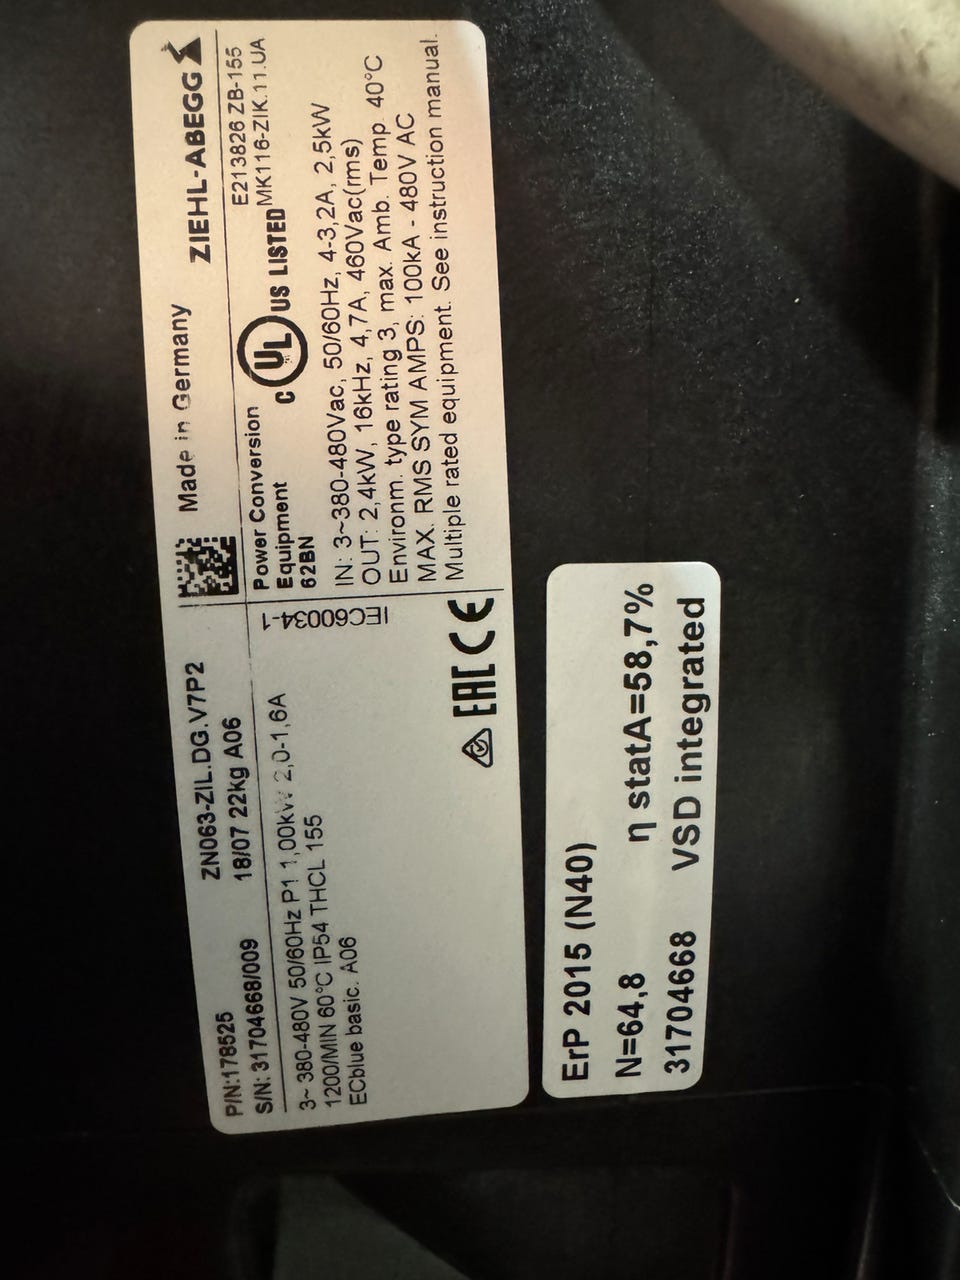 P/N:178525 ZN063-ZIL.DG.V7P2
S/N: 31704668/009 18/07 22kg A06
3~ 380-480V 50/60Hz P1 1,00kW 2,0-1,6A
1200/MIN 60°C IP54 THCL 155
ECblue basic. A06
IEC60034-1
EAC CE
Made in Germany ZIEHL-ABEGG
Power Conversion
Equipment
62BN
c UL US LISTED
E213826 ZB-155
MK116-ZIK.11.UA
IN: 3~380-480Vac, 50/60Hz, 4-3,2A, 2,5kW
OUT: 2,4kW, 16kHz, 4,7A, 460Vac(rms)
Environm. type rating 3, max. Amb. Temp. 40°C
MAX. RMS SYM AMPS: 100kA - 480V AC
Multiple rated equipment. See instruction manual.
ErP 2015 (N40)
N=64,8 η statA=58,7%
31704668 VSD integrated